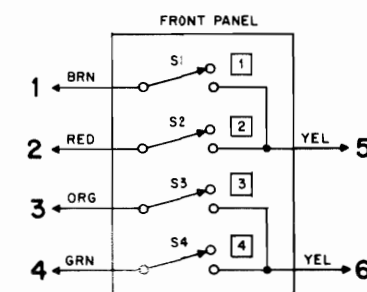 FRONT PANEL
S1 1
1 BRN
S2 2
2 RED YEL 5
S3 3
3 ORG
S4 4
4 GRN YEL 6